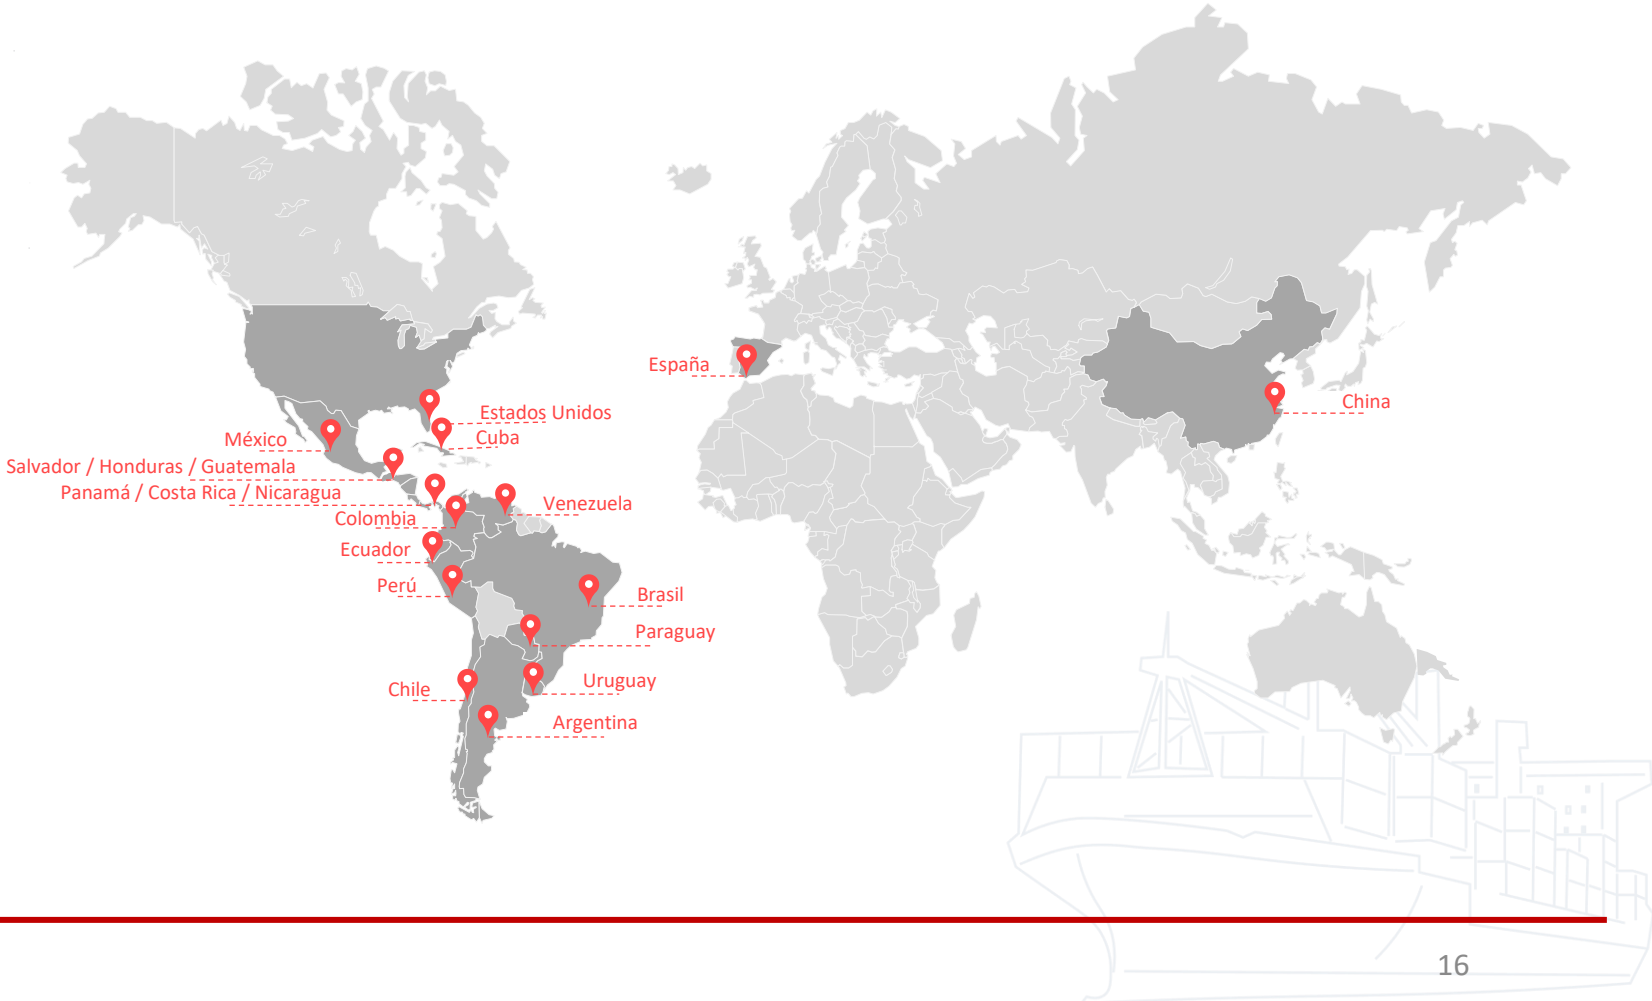 España
China
Estados Unidos
México
Cuba
Salvador / Honduras / Guatemala
Panamá / Costa Rica / Nicaragua
Venezuela
Colombia
Ecuador
Perú
Brasil
Paraguay
Chile
Uruguay
Argentina
16